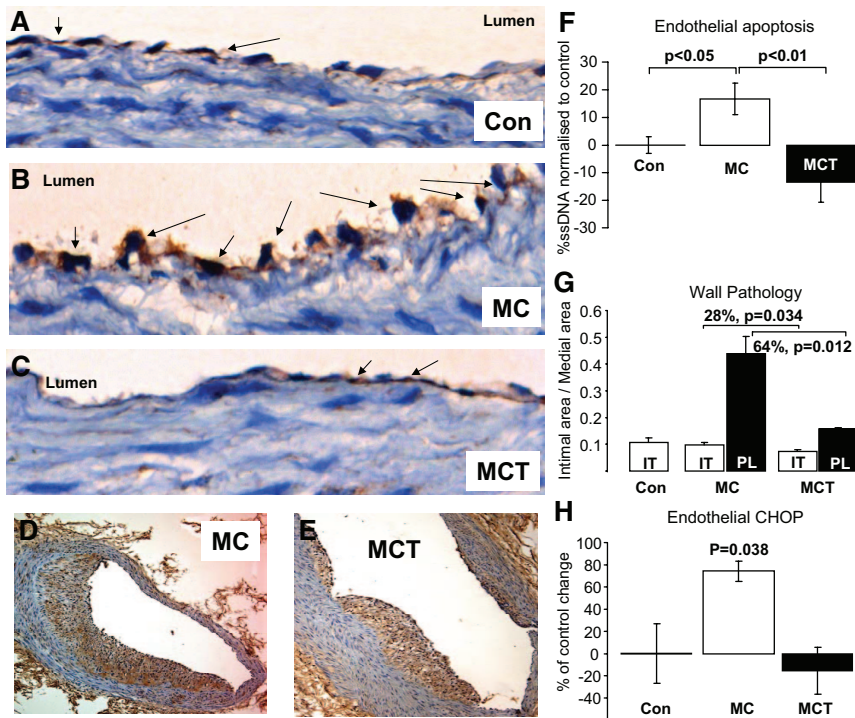 A
Lumen
Con
B
Lumen
MC
C
Lumen
MCT
D
MC
E
MCT
F
Endothelial apoptosis
p<0.05
p<0.01
%ssDNA normalised to control
30
20
10
0
-10
-20
-30
Con
MC
MCT
G
Wall Pathology
28%, p=0.034
64%, p=0.012
Intimal area / Medial area
0.6
0.5
0.4
0.3
0.2
0.1
IT
IT
PL
IT
PL
Con
MC
MCT
H
Endothelial CHOP
P=0.038
% of control change
100
80
60
40
20
0
-20
-40
Con
MC
MCT